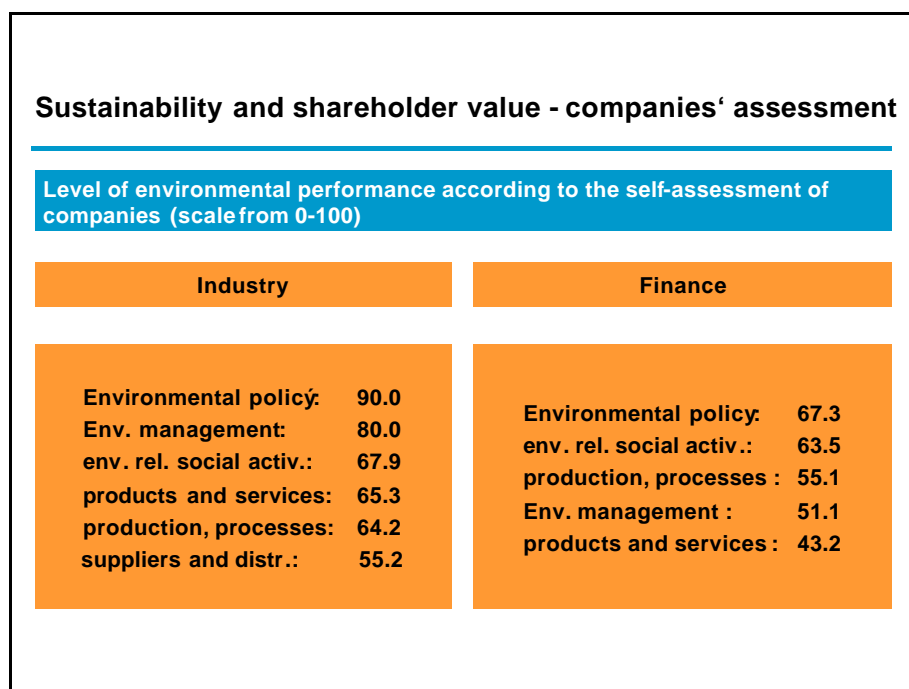 Sustainability and shareholder value - companies‘ assessment
Level of environmental performance according to the self-assessment of
companies (scale from 0-100)
Industry
Environmental policý: 90.0
Env. management: 80.0
env. rel. social activ.: 67.9
products and services: 65.3
production, processes: 64.2
suppliers and distr.: 55.2
Finance
Environmental policy: 67.3
env. rel. social activ.: 63.5
production, processes : 55.1
Env. management : 51.1
products and services : 43.2